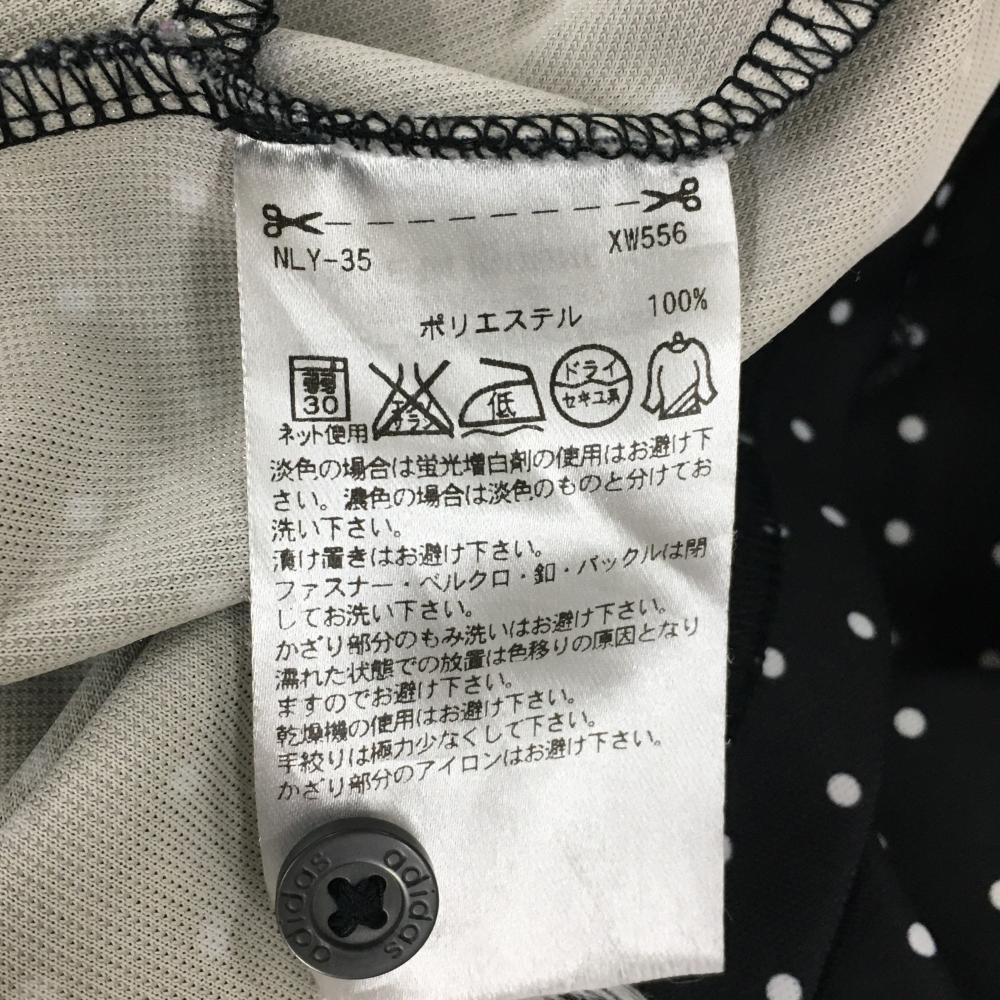 NLY-35 XW556
ポリエステル 100%
弱
30
ネット使用
エンソ
サラシ
低
ドライ
セキユ系
淡色の場合は蛍光増白剤の使用はお避け下
さい。濃色の場合は淡色のものと分けてお
洗い下さい。
漬け置きはお避け下さい。
ファスナー・ベルクロ・釦・バックルは閉
してお洗い下さい。
かざり部分のもみ洗いはお避け下さい。
濡れた状態での放置は色移りの原因となり
ますのでお避け下さい。
乾燥機の使用はお避け下さい。
手絞りは極力少なくして下さい。
かざり部分のアイロンはお避け下さい。
adidas
adidas